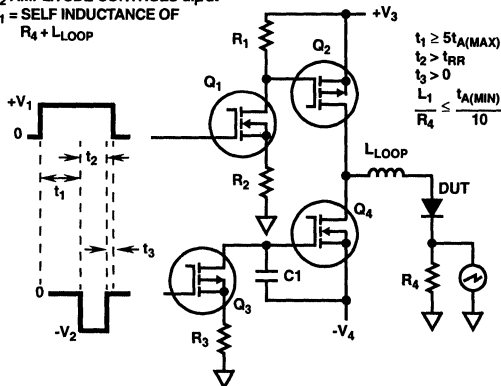 1 = SELF INDUCTANCE OF
R4 + LLOOP
+V3
R1
Q2
t1 ≥ 5tA(MAX)
t2 > tRR
t3 > 0
L1/R4 ≤ tA(MIN)/10
Q1
+V1
0
t2
t1
R2
LLOOP
DUT
Q4
t3
C1
R4
0
-V2
Q3
R3
-V4